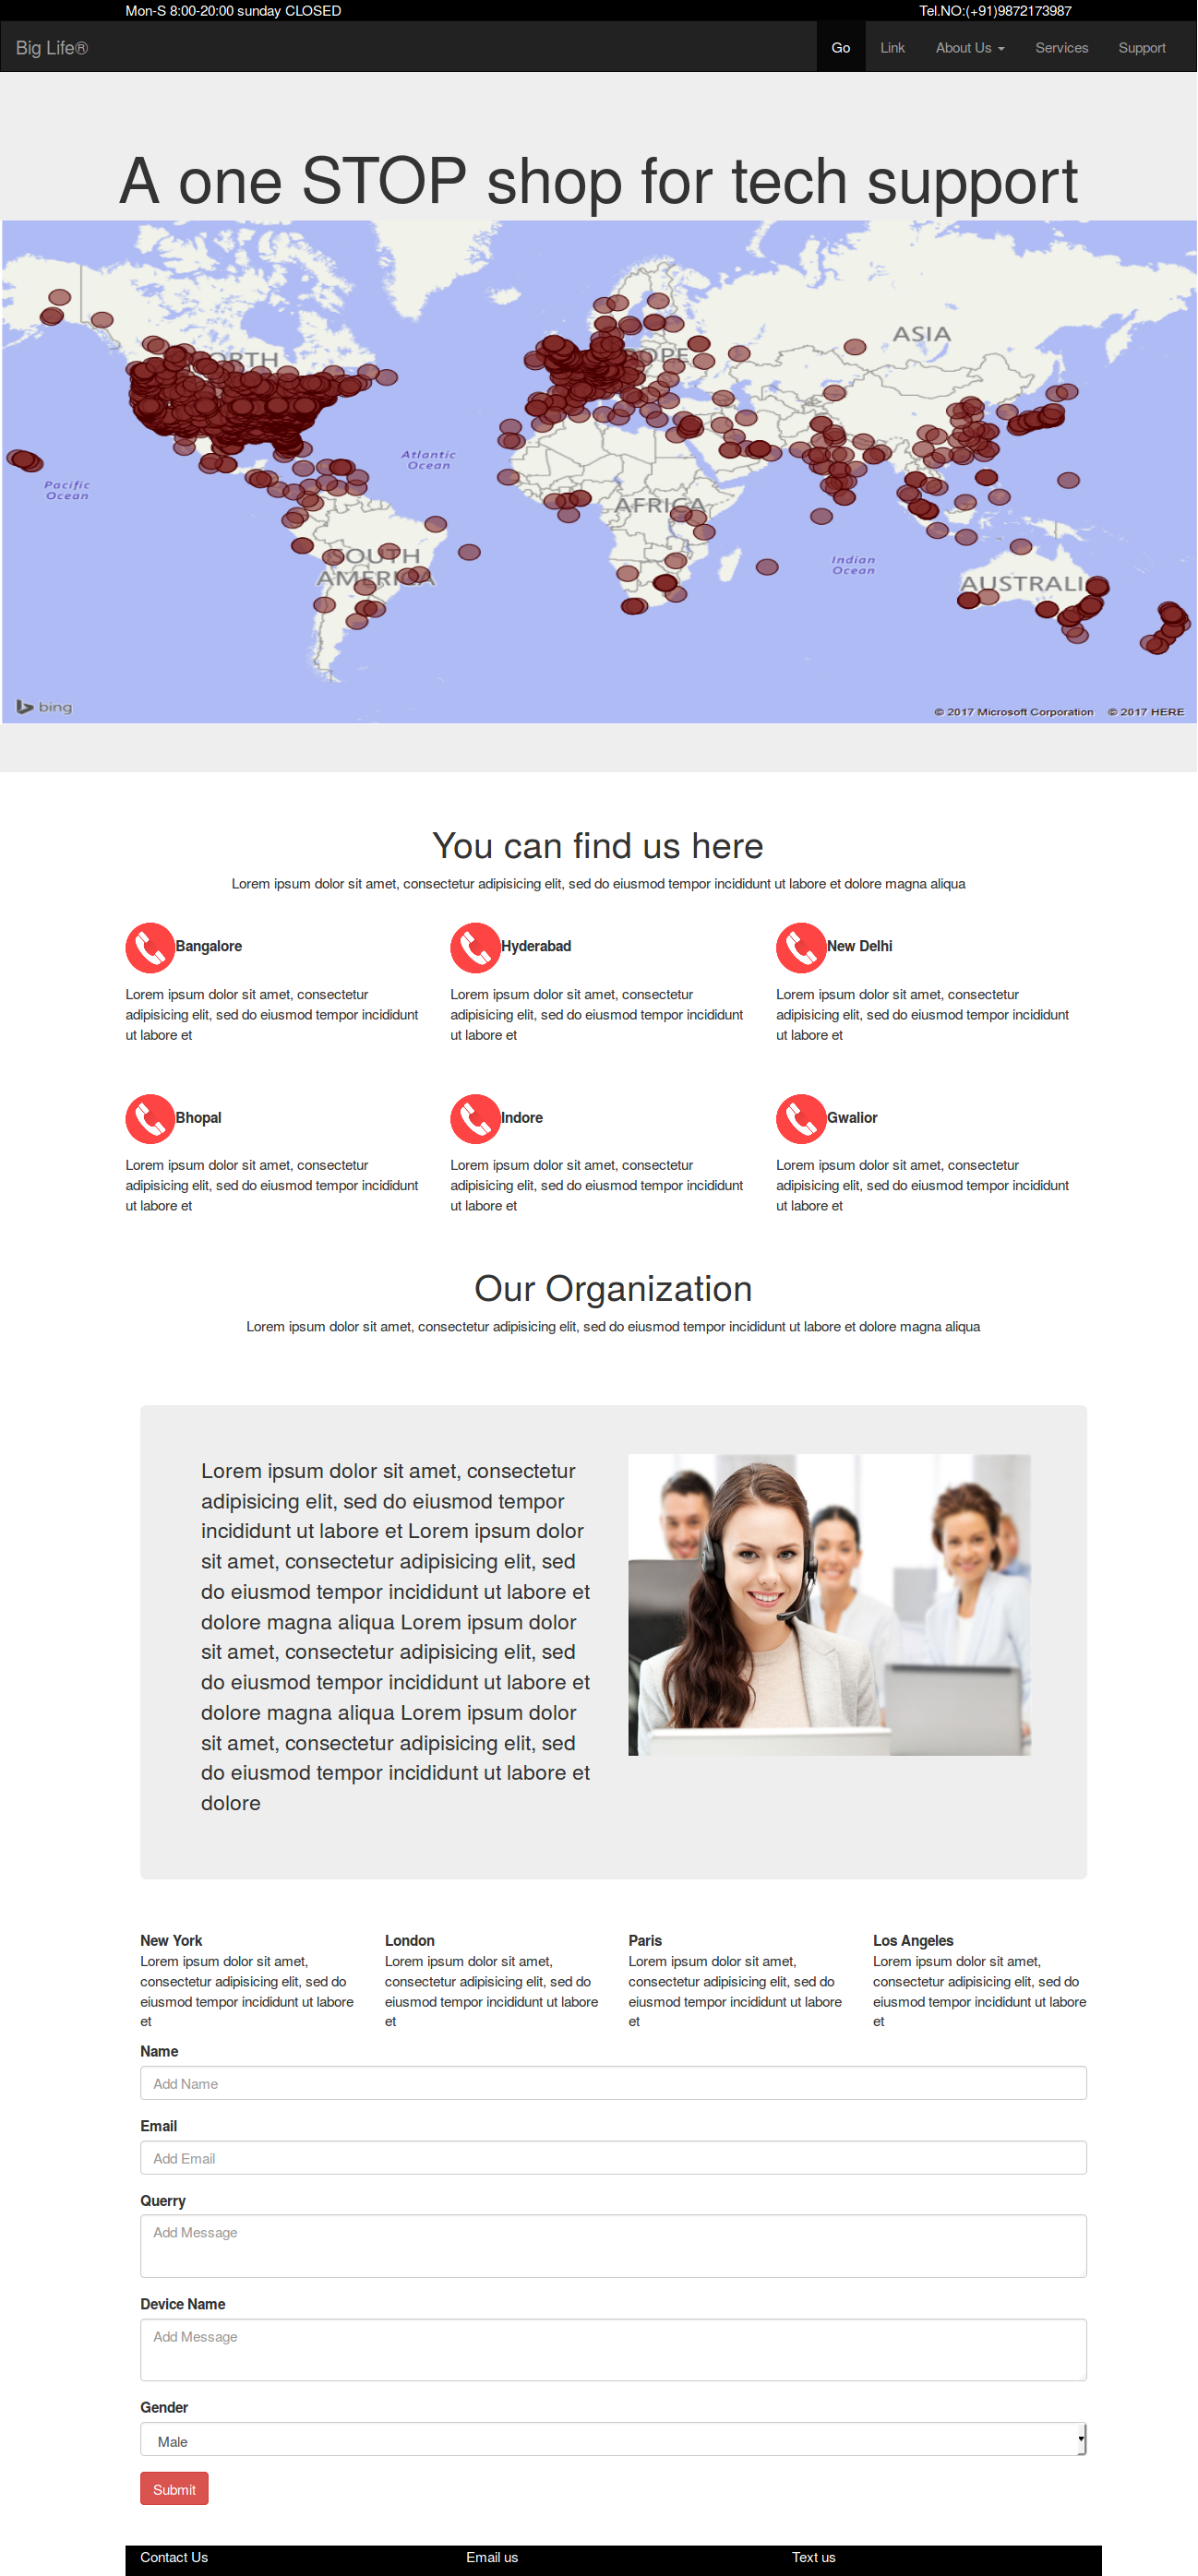 Mon-S 8:00-20:00 sunday CLOSED
Tel.NO:(+91)9872173987
Big Life®
Go
Link
About Us
Services
Support
A one STOP shop for tech support
ASIA
Atlantic
Ocean
Pacific
Ocean
AFRICA
SOUTH
AMERICA
Indian
Ocean
AUSTRALI
bing
© 2017 Microsoft Corporation © 2017 HERE
You can find us here
Lorem ipsum dolor sit amet, consectetur adipisicing elit, sed do eiusmod tempor incididunt ut labore et dolore magna aliqua
Bangalore
Lorem ipsum dolor sit amet, consectetur
adipisicing elit, sed do eiusmod tempor incididunt
ut labore et
Hyderabad
Lorem ipsum dolor sit amet, consectetur
adipisicing elit, sed do eiusmod tempor incididunt
ut labore et
New Delhi
Lorem ipsum dolor sit amet, consectetur
adipisicing elit, sed do eiusmod tempor incididunt
ut labore et
Bhopal
Lorem ipsum dolor sit amet, consectetur
adipisicing elit, sed do eiusmod tempor incididunt
ut labore et
Indore
Lorem ipsum dolor sit amet, consectetur
adipisicing elit, sed do eiusmod tempor incididunt
ut labore et
Gwalior
Lorem ipsum dolor sit amet, consectetur
adipisicing elit, sed do eiusmod tempor incididunt
ut labore et
Our Organization
Lorem ipsum dolor sit amet, consectetur adipisicing elit, sed do eiusmod tempor incididunt ut labore et dolore magna aliqua
Lorem ipsum dolor sit amet, consectetur
adipisicing elit, sed do eiusmod tempor
incididunt ut labore et Lorem ipsum dolor
sit amet, consectetur adipisicing elit, sed
do eiusmod tempor incididunt ut labore et
dolore magna aliqua Lorem ipsum dolor
sit amet, consectetur adipisicing elit, sed
do eiusmod tempor incididunt ut labore et
dolore magna aliqua Lorem ipsum dolor
sit amet, consectetur adipisicing elit, sed
do eiusmod tempor incididunt ut labore et
dolore
New York
Lorem ipsum dolor sit amet,
consectetur adipisicing elit, sed do
eiusmod tempor incididunt ut labore
et
London
Lorem ipsum dolor sit amet,
consectetur adipisicing elit, sed do
eiusmod tempor incididunt ut labore
et
Paris
Lorem ipsum dolor sit amet,
consectetur adipisicing elit, sed do
eiusmod tempor incididunt ut labore
et
Los Angeles
Lorem ipsum dolor sit amet,
consectetur adipisicing elit, sed do
eiusmod tempor incididunt ut labore
et
Name
Add Name
Email
Add Email
Querry
Add Message
Device Name
Add Message
Gender
Male
Submit
Contact Us
Email us
Text us